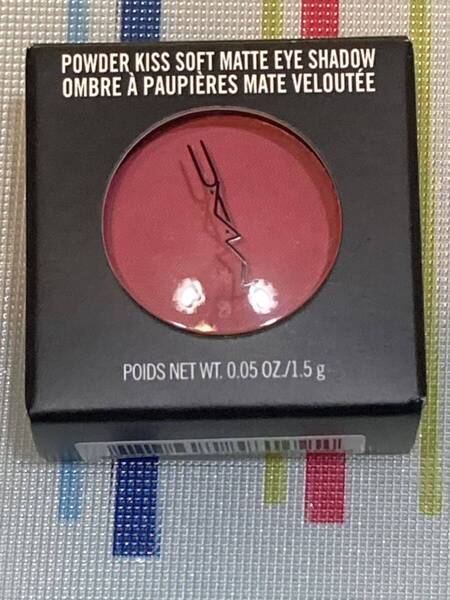 POWDER KISS SOFT MATTE EYE SHADOW
OMBRE À PAUPIÈRES MATE VELOUTÉE
MAC
POIDS NET WT. 0.05 OZ./1.5 g